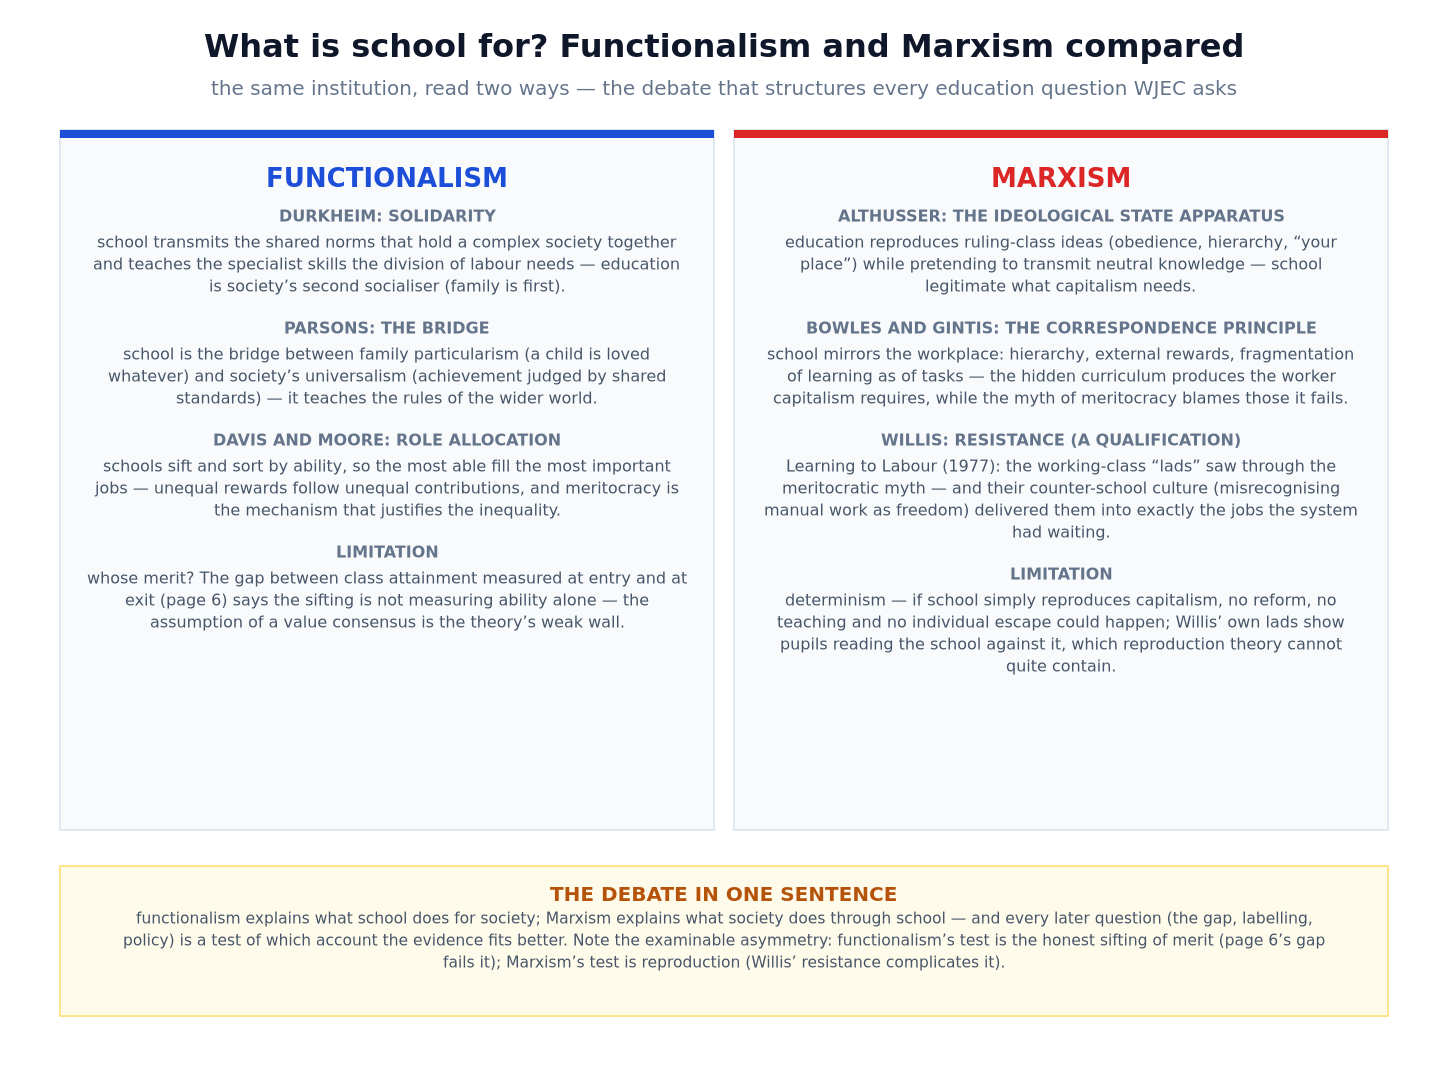 What is school for? Functionalism and Marxism compared
the same institution, read two ways — the debate that structures every education question WJEC asks
FUNCTIONALISM
DURKHEIM: SOLIDARITY
school transmits the shared norms that hold a complex society together
and teaches the specialist skills the division of labour needs — education
is society’s second socialiser (family is first).
PARSONS: THE BRIDGE
school is the bridge between family particularism (a child is loved
whatever) and society’s universalism (achievement judged by shared
standards) — it teaches the rules of the wider world.
DAVIS AND MOORE: ROLE ALLOCATION
schools sift and sort by ability, so the most able fill the most important
jobs — unequal rewards follow unequal contributions, and meritocracy is
the mechanism that justifies the inequality.
LIMITATION
whose merit? The gap between class attainment measured at entry and at
exit (page 6) says the sifting is not measuring ability alone — the
assumption of a value consensus is the theory’s weak wall.
MARXISM
ALTHUSSER: THE IDEOLOGICAL STATE APPARATUS
education reproduces ruling-class ideas (obedience, hierarchy, “your
place”) while pretending to transmit neutral knowledge — school
legitimate what capitalism needs.
BOWLES AND GINTIS: THE CORRESPONDENCE PRINCIPLE
school mirrors the workplace: hierarchy, external rewards, fragmentation
of learning as of tasks — the hidden curriculum produces the worker
capitalism requires, while the myth of meritocracy blames those it fails.
WILLIS: RESISTANCE (A QUALIFICATION)
Learning to Labour (1977): the working-class “lads” saw through the
meritocratic myth — and their counter-school culture (misrecognising
manual work as freedom) delivered them into exactly the jobs the system
had waiting.
LIMITATION
determinism — if school simply reproduces capitalism, no reform, no
teaching and no individual escape could happen; Willis’ own lads show
pupils reading the school against it, which reproduction theory cannot
quite contain.
THE DEBATE IN ONE SENTENCE
functionalism explains what school does for society; Marxism explains what society does through school — and every later question (the gap, labelling,
policy) is a test of which account the evidence fits better. Note the examinable asymmetry: functionalism’s test is the honest sifting of merit (page 6’s gap
fails it); Marxism’s test is reproduction (Willis’ resistance complicates it).